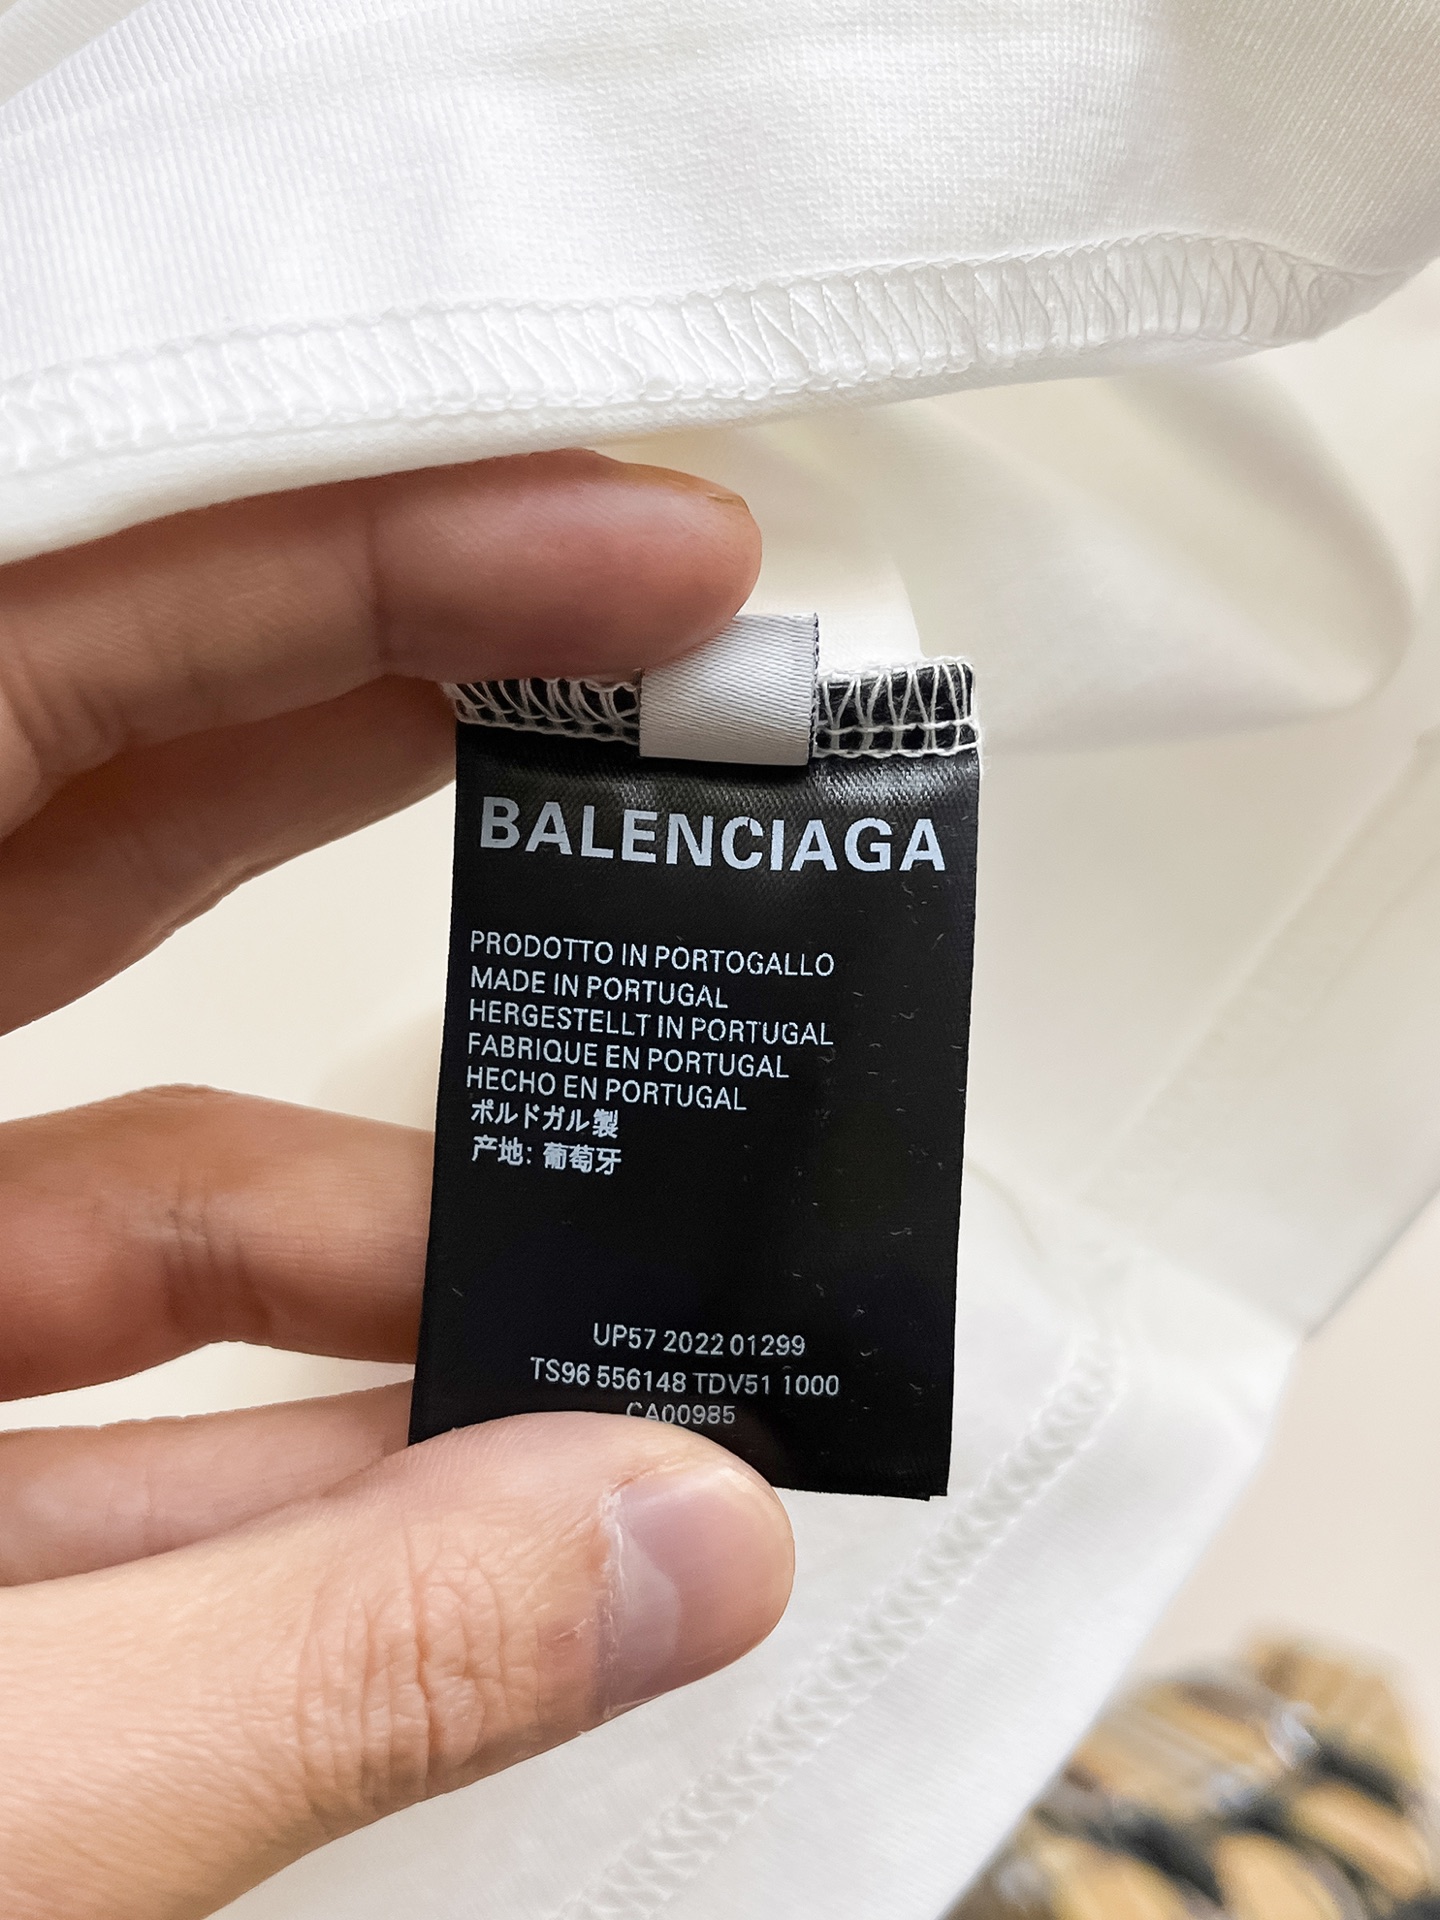 BALENCIAGA
PRODOTTO IN PORTOGALLO
MADE IN PORTUGAL
HERGESTELLT IN PORTUGAL
FABRIQUE EN PORTUGAL
HECHO EN PORTUGAL
ポルドガル製
产地: 葡萄牙
UP57 2022 01299
TS96 556148 TDV51 1000
CA00985